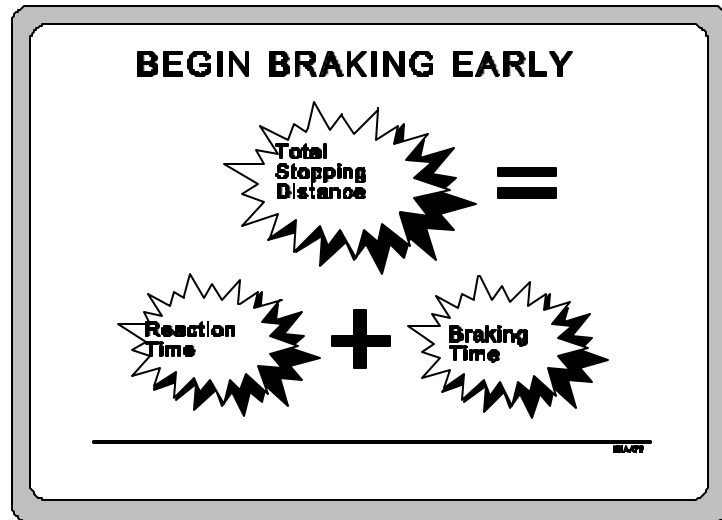 BEGIN BRAKING EARLY
Total
Stopping
Distance
=
Reaction
Time
+
Braking
Time